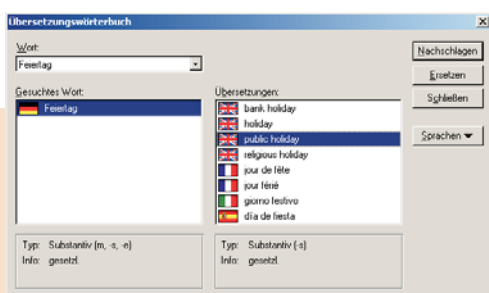 Übersetzungswörterbuch
Wort:
Feiertag
Nachschlagen
Ersetzen
Schließen
Sprachen
Gesuchtes Wort:
Feiertag
Übersetzungen:
bank holiday
holiday
public holiday
religious holiday
jour de fête
jour férié
giorno festivo
día de fiesta
Typ: Substantiv (m, -s, -e)
Info: gesetzl.
Typ: Substantiv (-s)
Info: gesetzl.